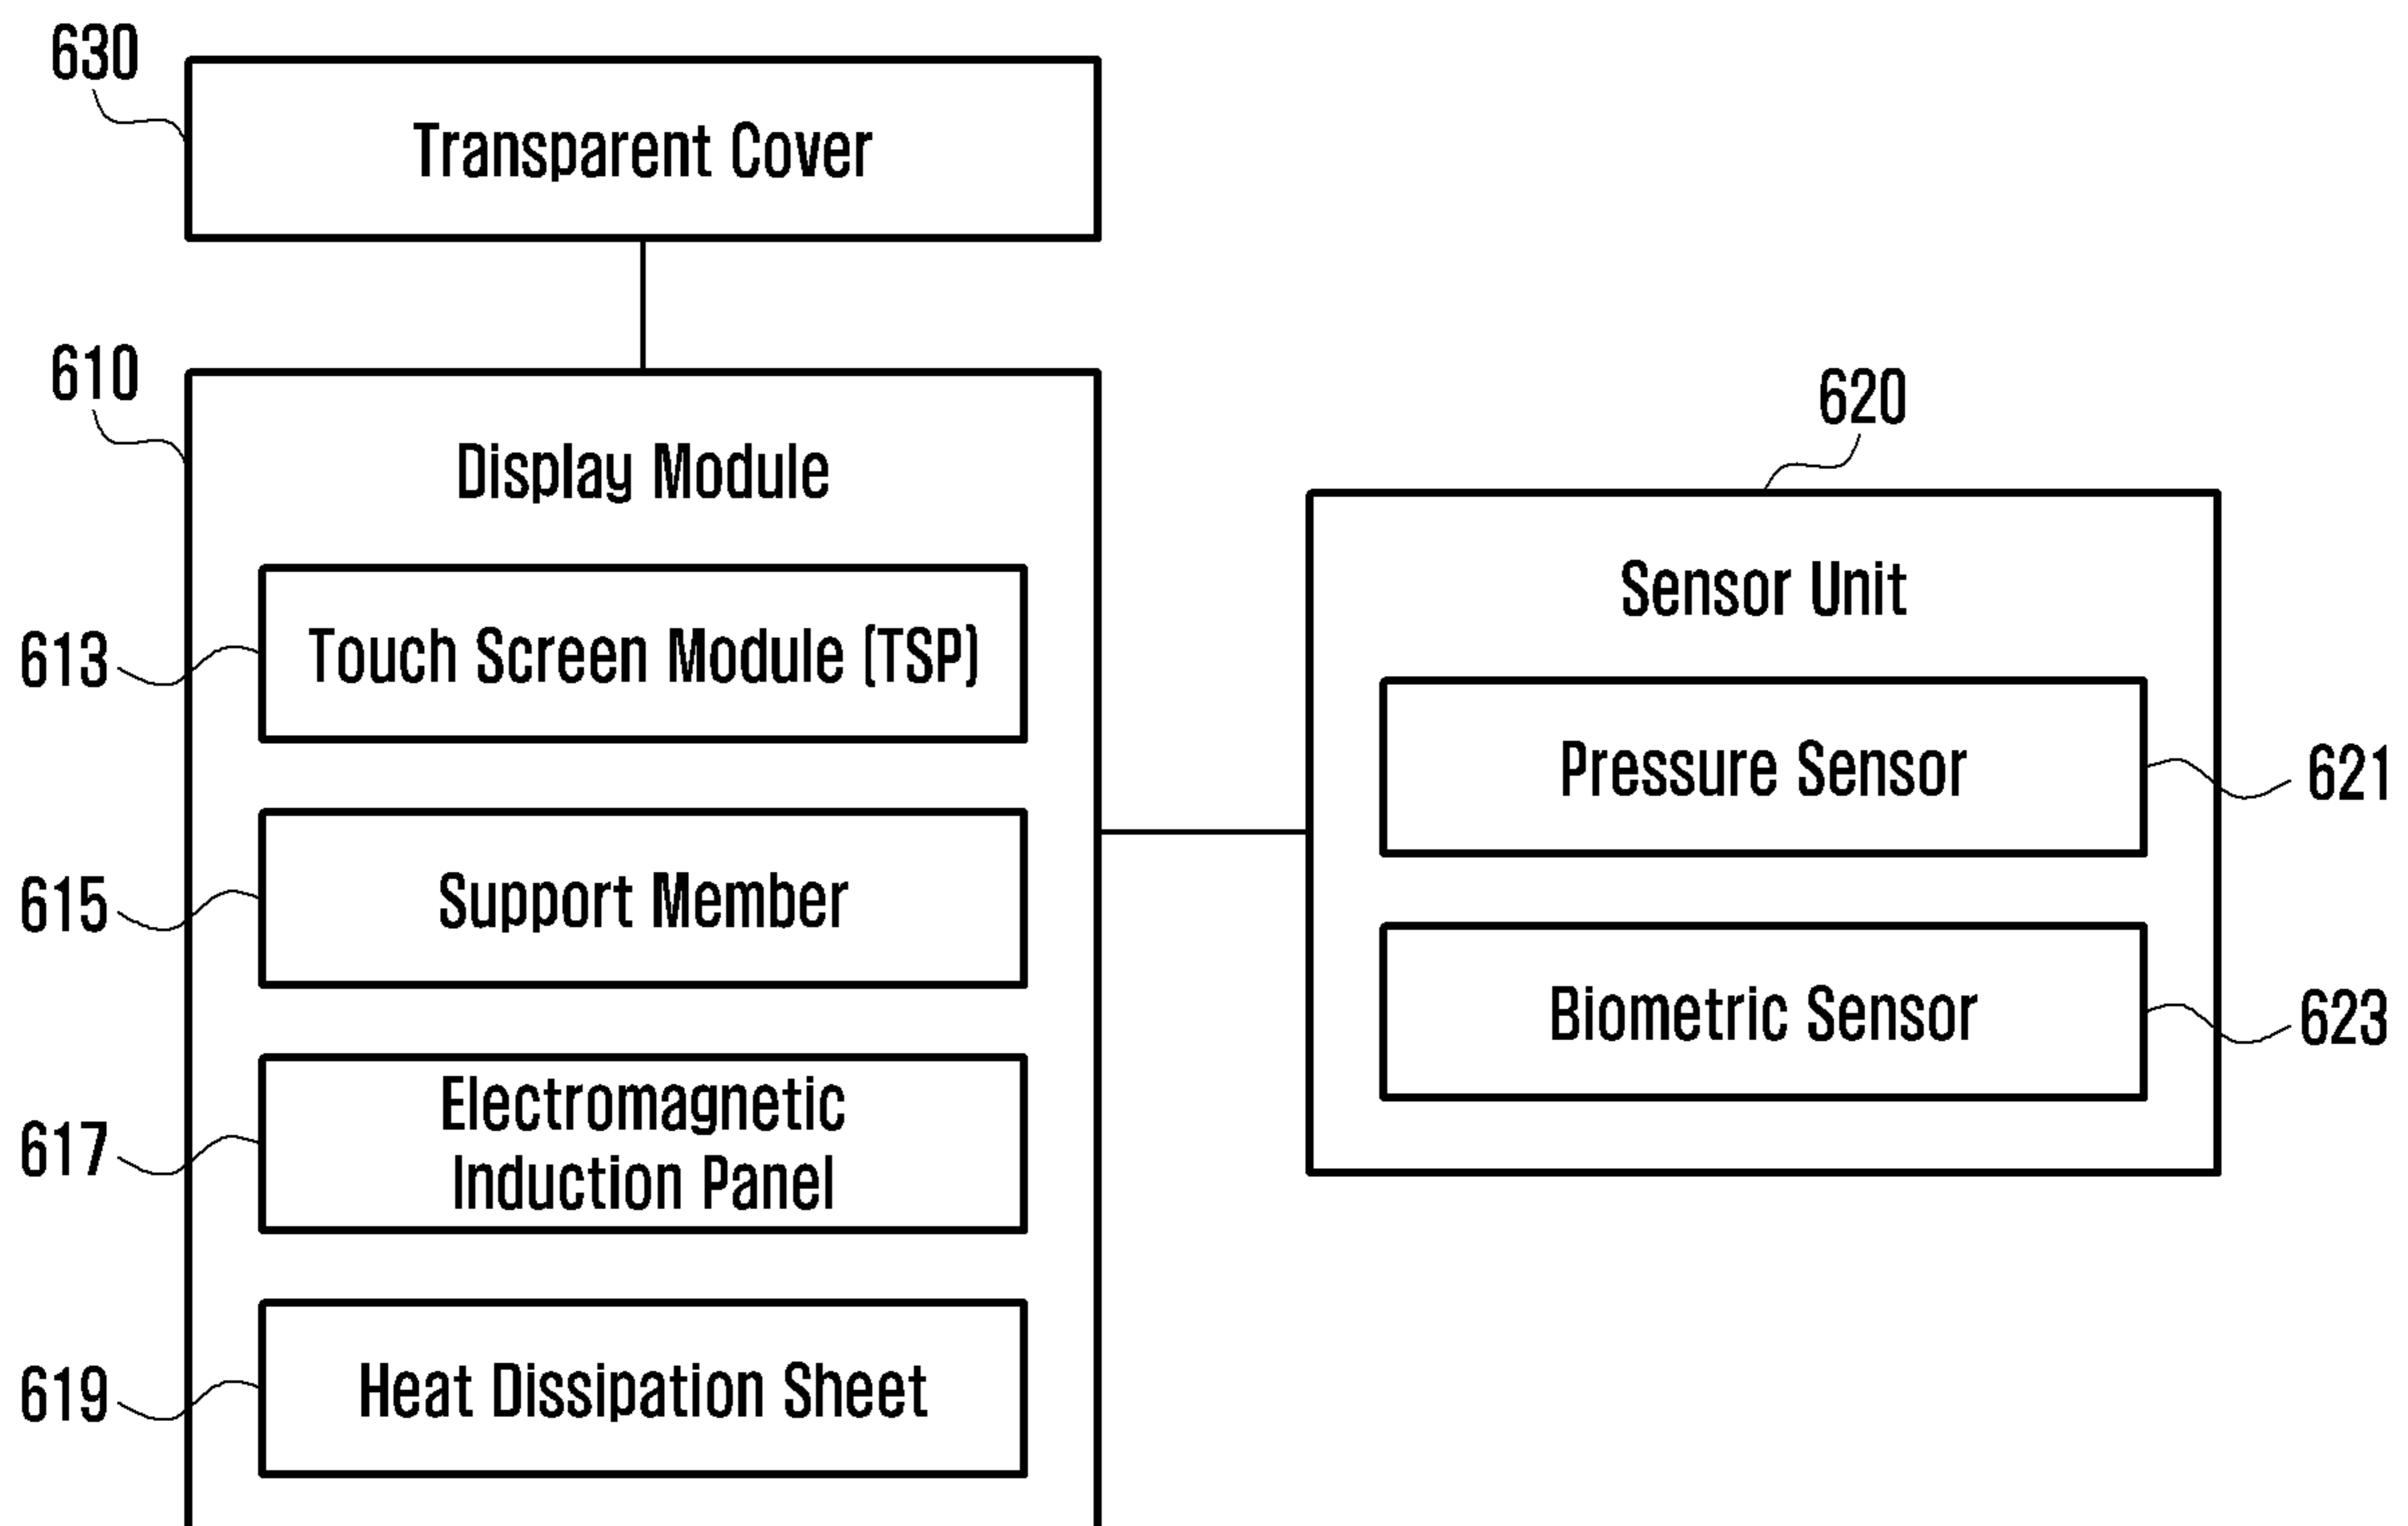 630
Transparent Cover
610
Display Module
613
Touch Screen Module (TSP)
615
Support Member
617
Electromagnetic
Induction Panel
619
Heat Dissipation Sheet
620
Sensor Unit
Pressure Sensor
621
Biometric Sensor
623